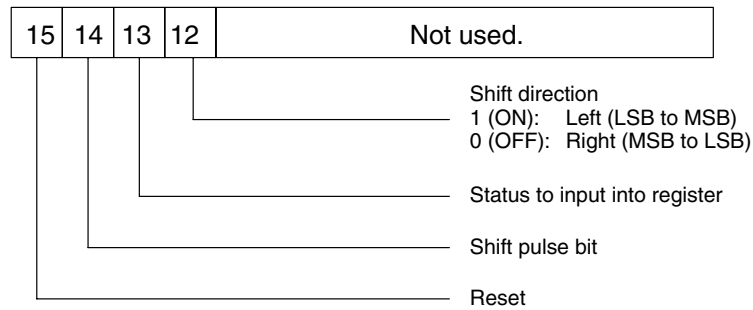 15 14 13 12 Not used.
Shift direction
1 (ON): Left (LSB to MSB)
0 (OFF): Right (MSB to LSB)
Status to input into register
Shift pulse bit
Reset